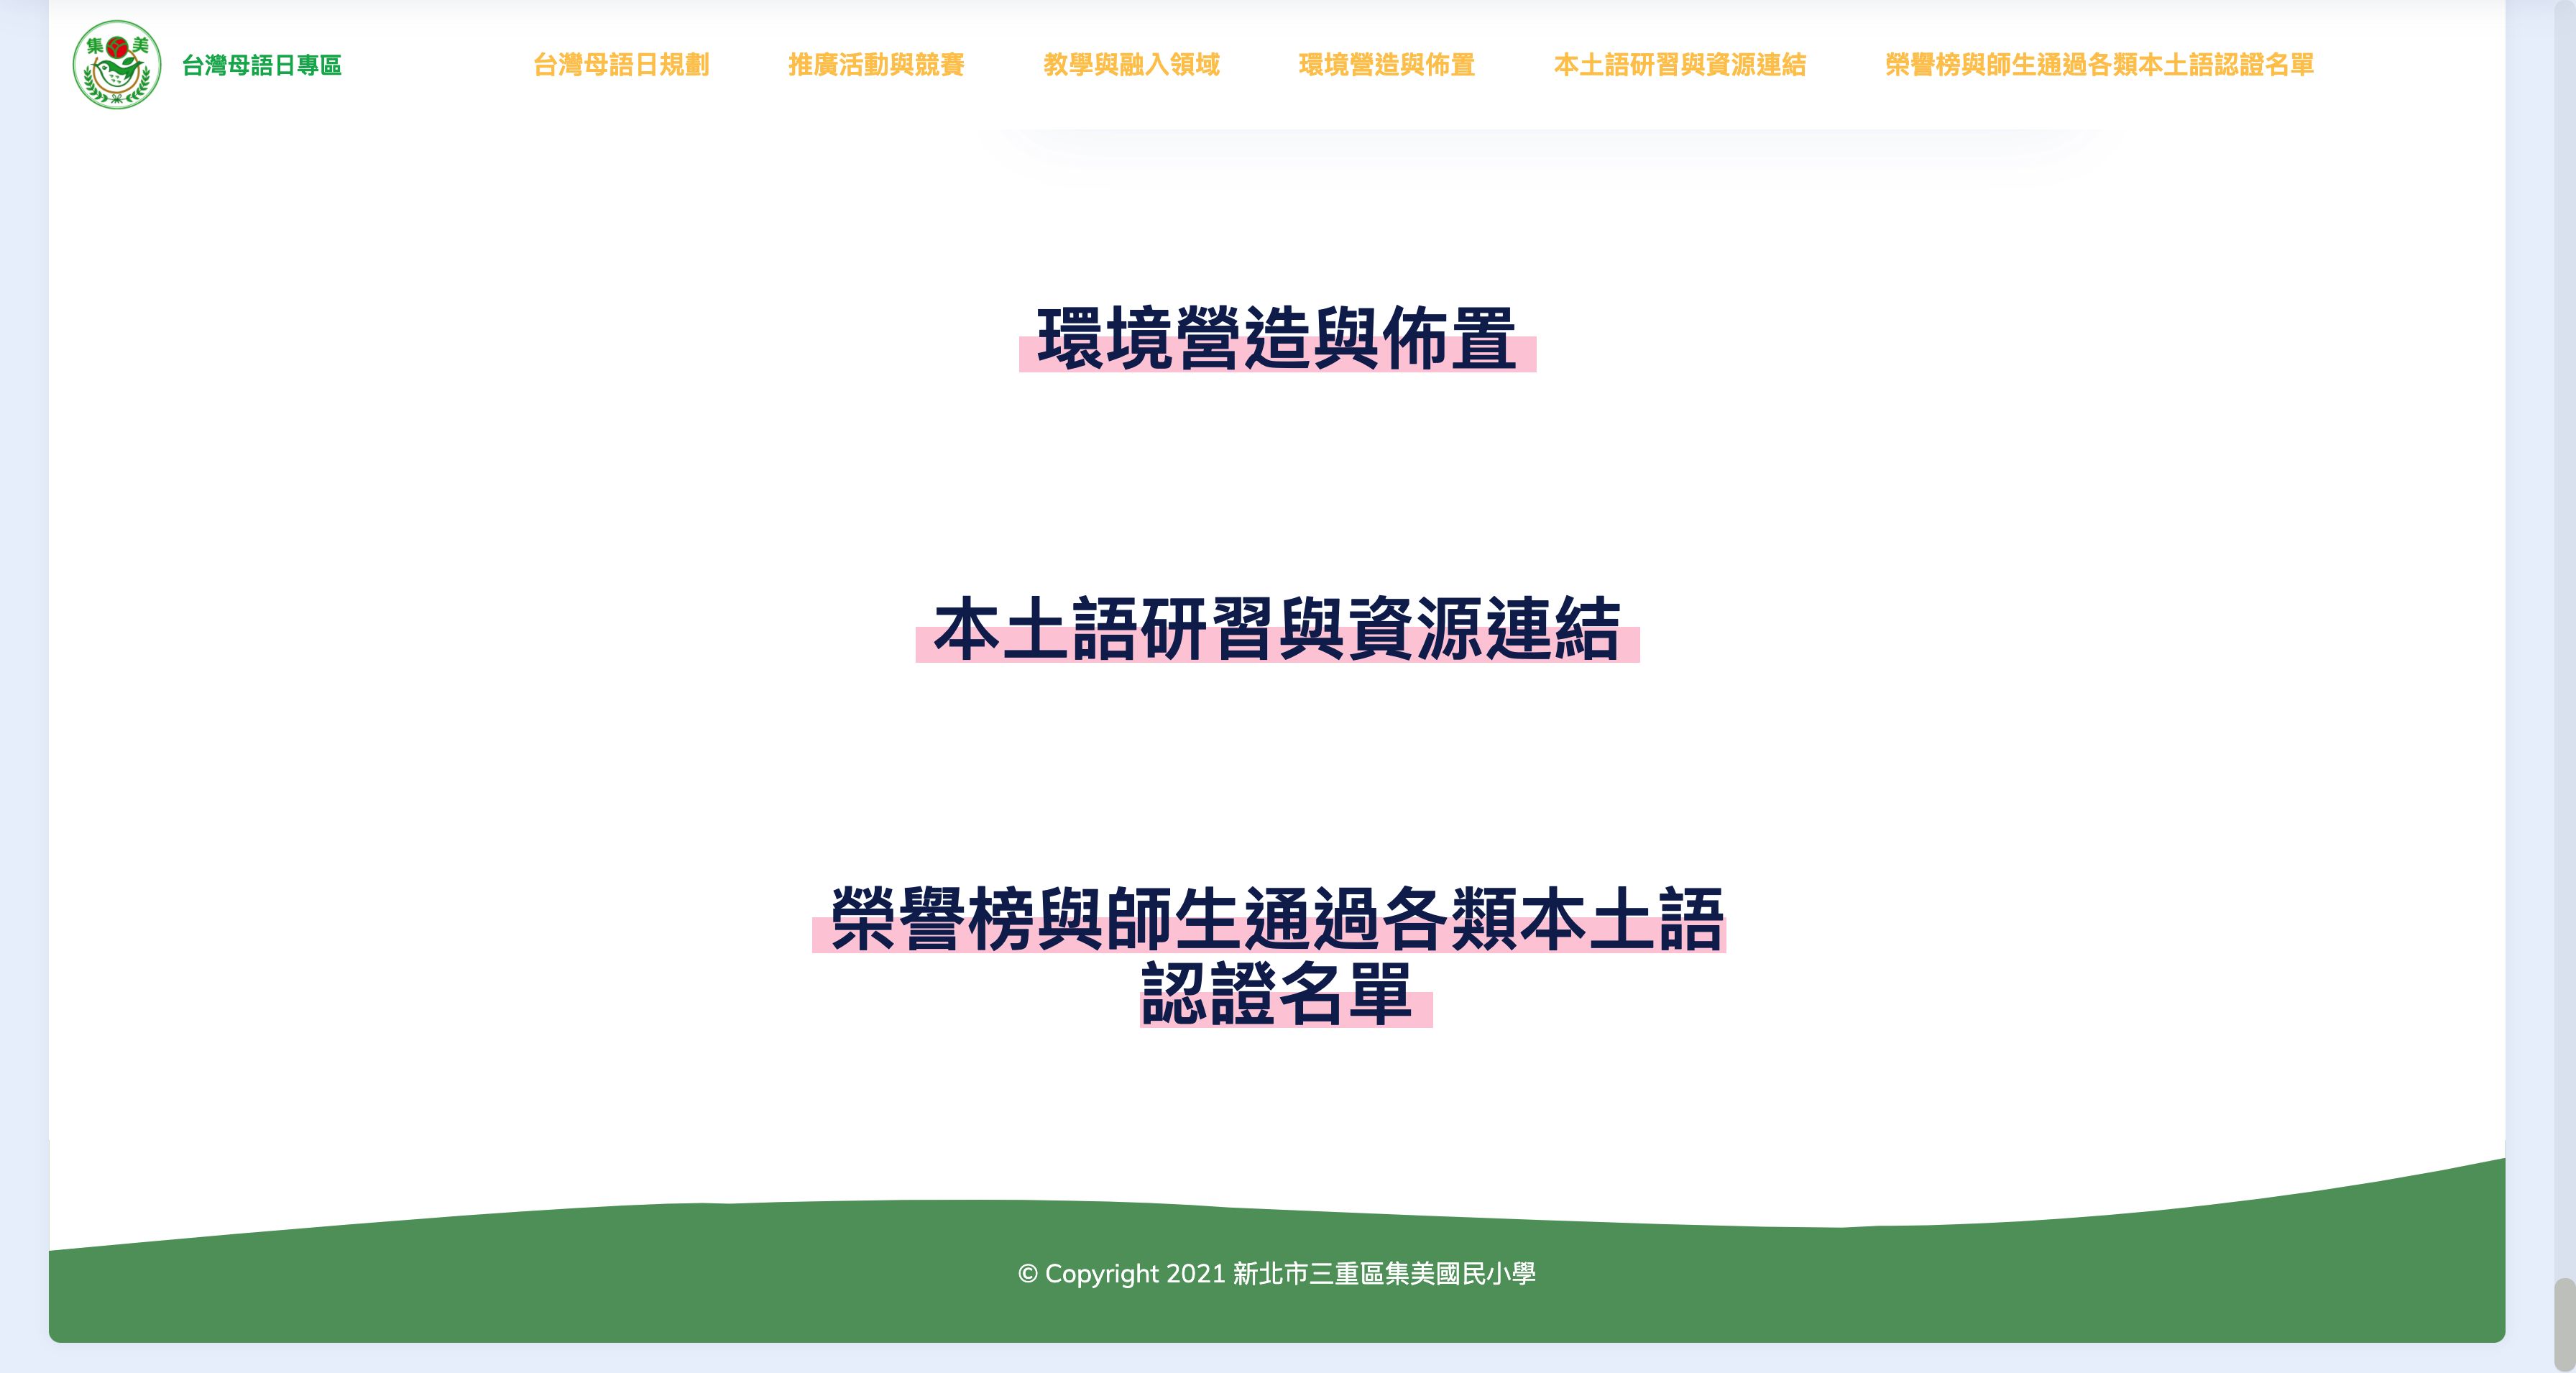 集 美
台灣母語日專區
台灣母語日規劃
推廣活動與競賽
教學與融入領域
環境營造與佈置
本土語研習與資源連結
榮譽榜與師生通過各類本土語認證名單
環境營造與佈置
本土語研習與資源連結
榮譽榜與師生通過各類本土語
認證名單
© Copyright 2021 新北市三重區集美國民小學